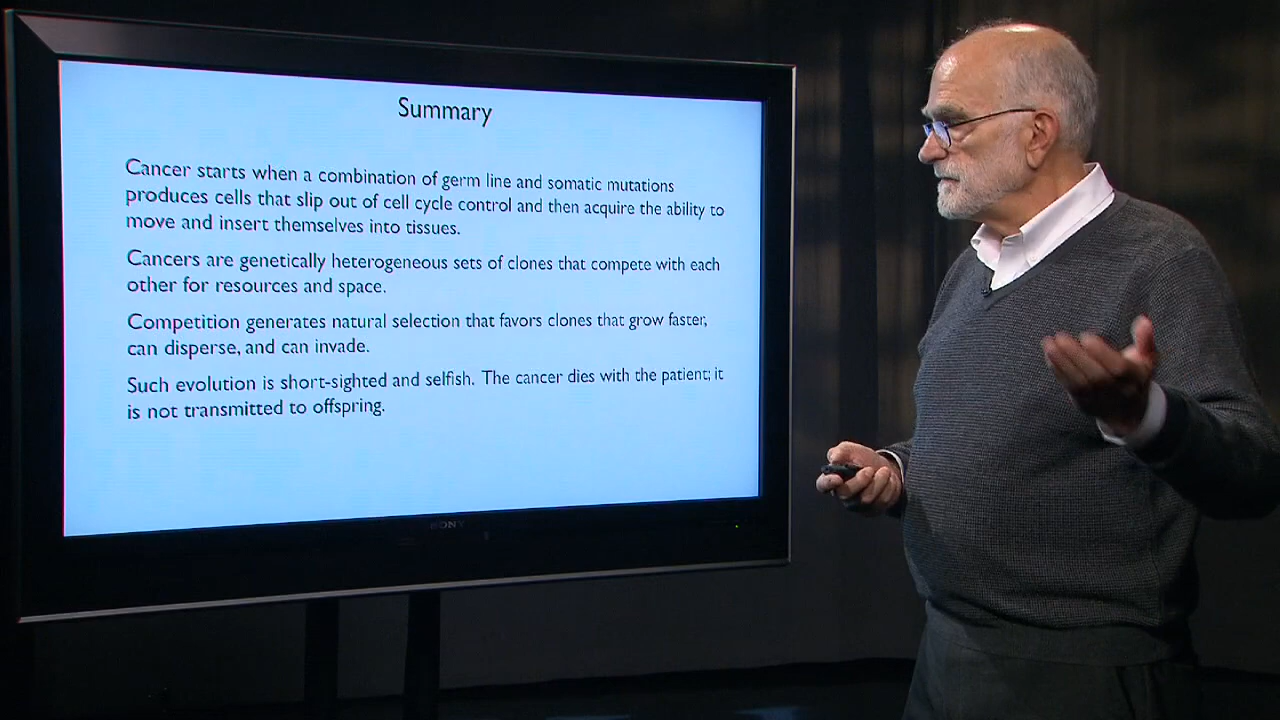 Summary
Cancer starts when a combination of germ line and somatic mutations
produces cells that slip out of cell cycle control and then acquire the ability to
move and insert themselves into tissues.
Cancers are genetically heterogeneous sets of clones that compete with each
other for resources and space.
Competition generates natural selection that favors clones that grow faster,
can disperse, and can invade.
Such evolution is short-sighted and selfish. The cancer dies with the patient; it
is not transmitted to offspring.
SONY